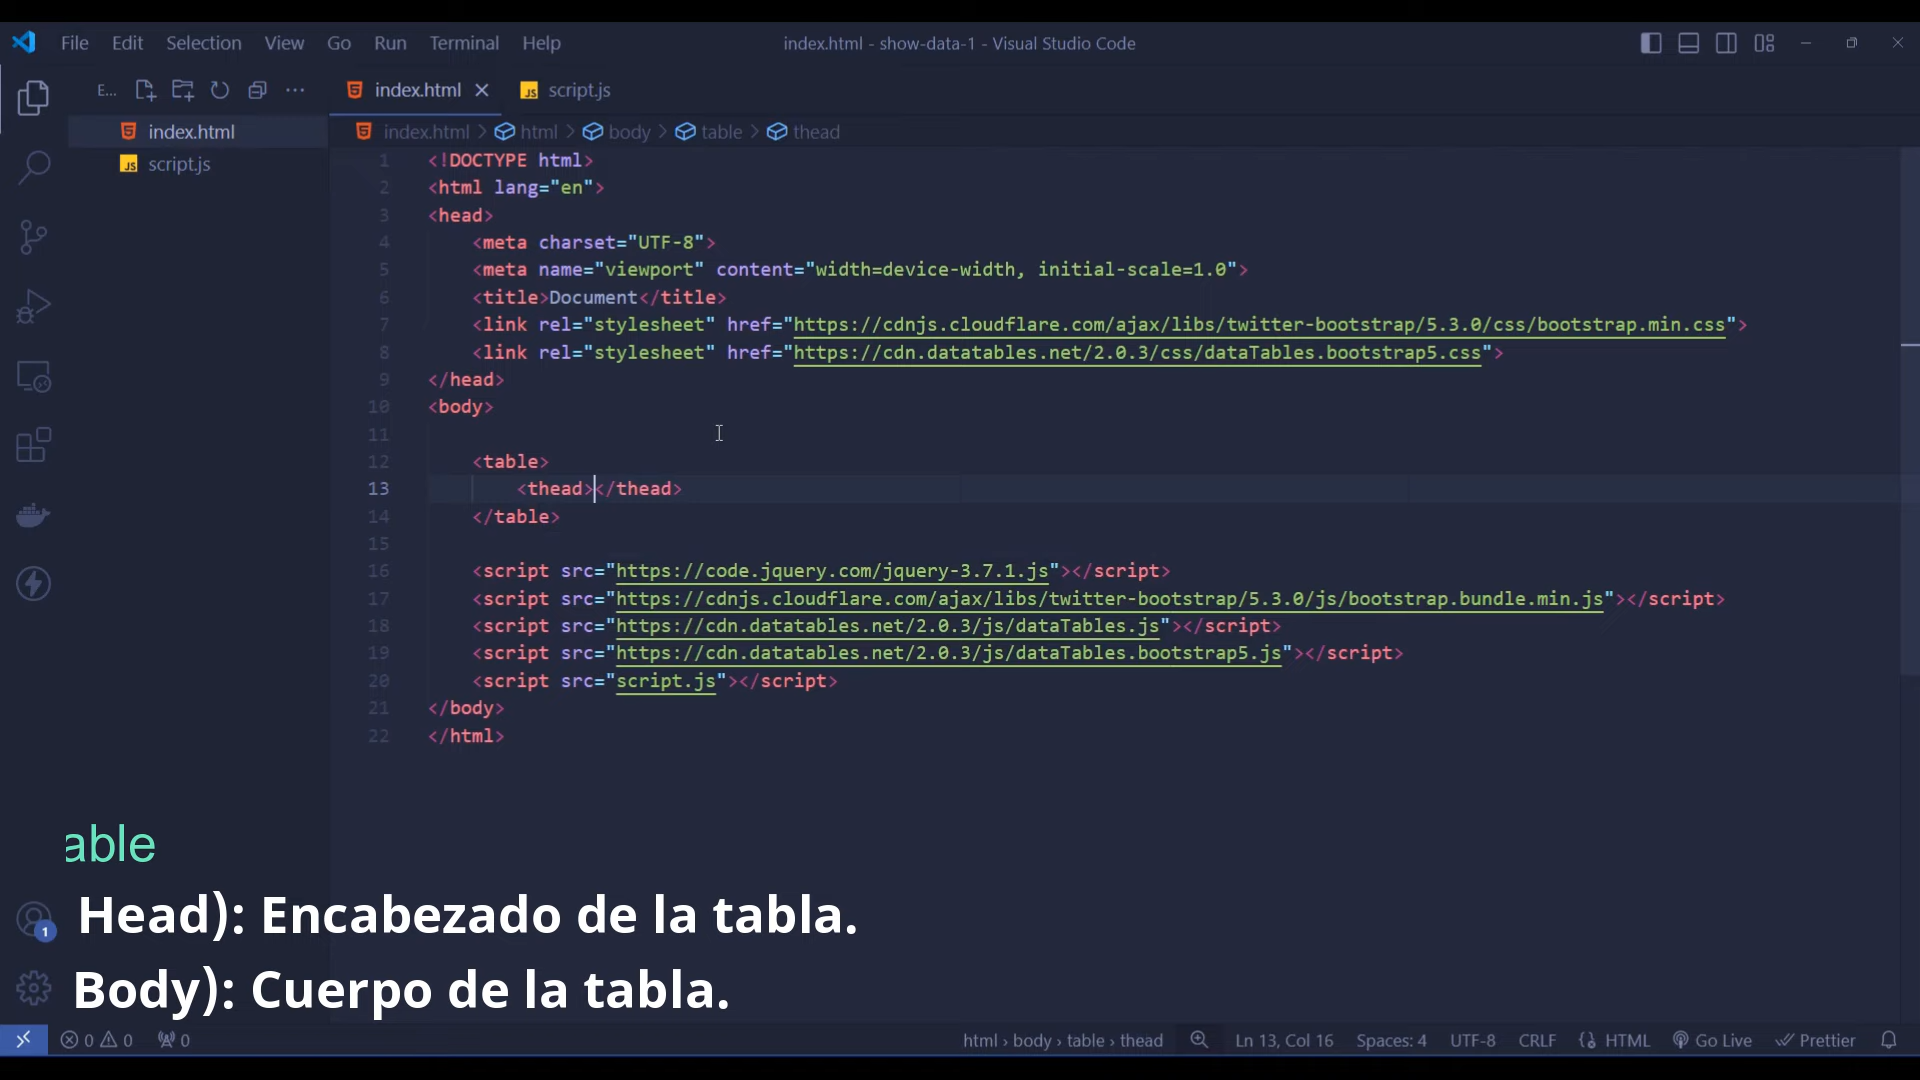 File Edit Selection View Go Run Terminal Help index.html - show-data-1 - Visual Studio Code
E... index.html script.js
index.html
script.js
index.html > html > body > table > thead
1 <!DOCTYPE html>
2 <html lang="en">
3 <head>
4 <meta charset="UTF-8">
5 <meta name="viewport" content="width=device-width, initial-scale=1.0">
6 <title>Document</title>
7 <link rel="stylesheet" href="https://cdnjs.cloudflare.com/ajax/libs/twitter-bootstrap/5.3.0/css/bootstrap.min.css">
8 <link rel="stylesheet" href="https://cdn.datatables.net/2.0.3/css/dataTables.bootstrap5.css">
9 </head>
10 <body>
11
12 <table>
13 <thead></thead>
14 </table>
15
16 <script src="https://code.jquery.com/jquery-3.7.1.js"></script>
17 <script src="https://cdnjs.cloudflare.com/ajax/libs/twitter-bootstrap/5.3.0/js/bootstrap.bundle.min.js"></script>
18 <script src="https://cdn.datatables.net/2.0.3/js/dataTables.js"></script>
19 <script src="https://cdn.datatables.net/2.0.3/js/dataTables.bootstrap5.js"></script>
20 <script src="script.js"></script>
21 </body>
22 </html>
able
Head): Encabezado de la tabla.
Body): Cuerpo de la tabla.
1
0 0 0 html > body > table > thead Ln 13, Col 16 Spaces: 4 UTF-8 CRLF HTML Go Live Prettier